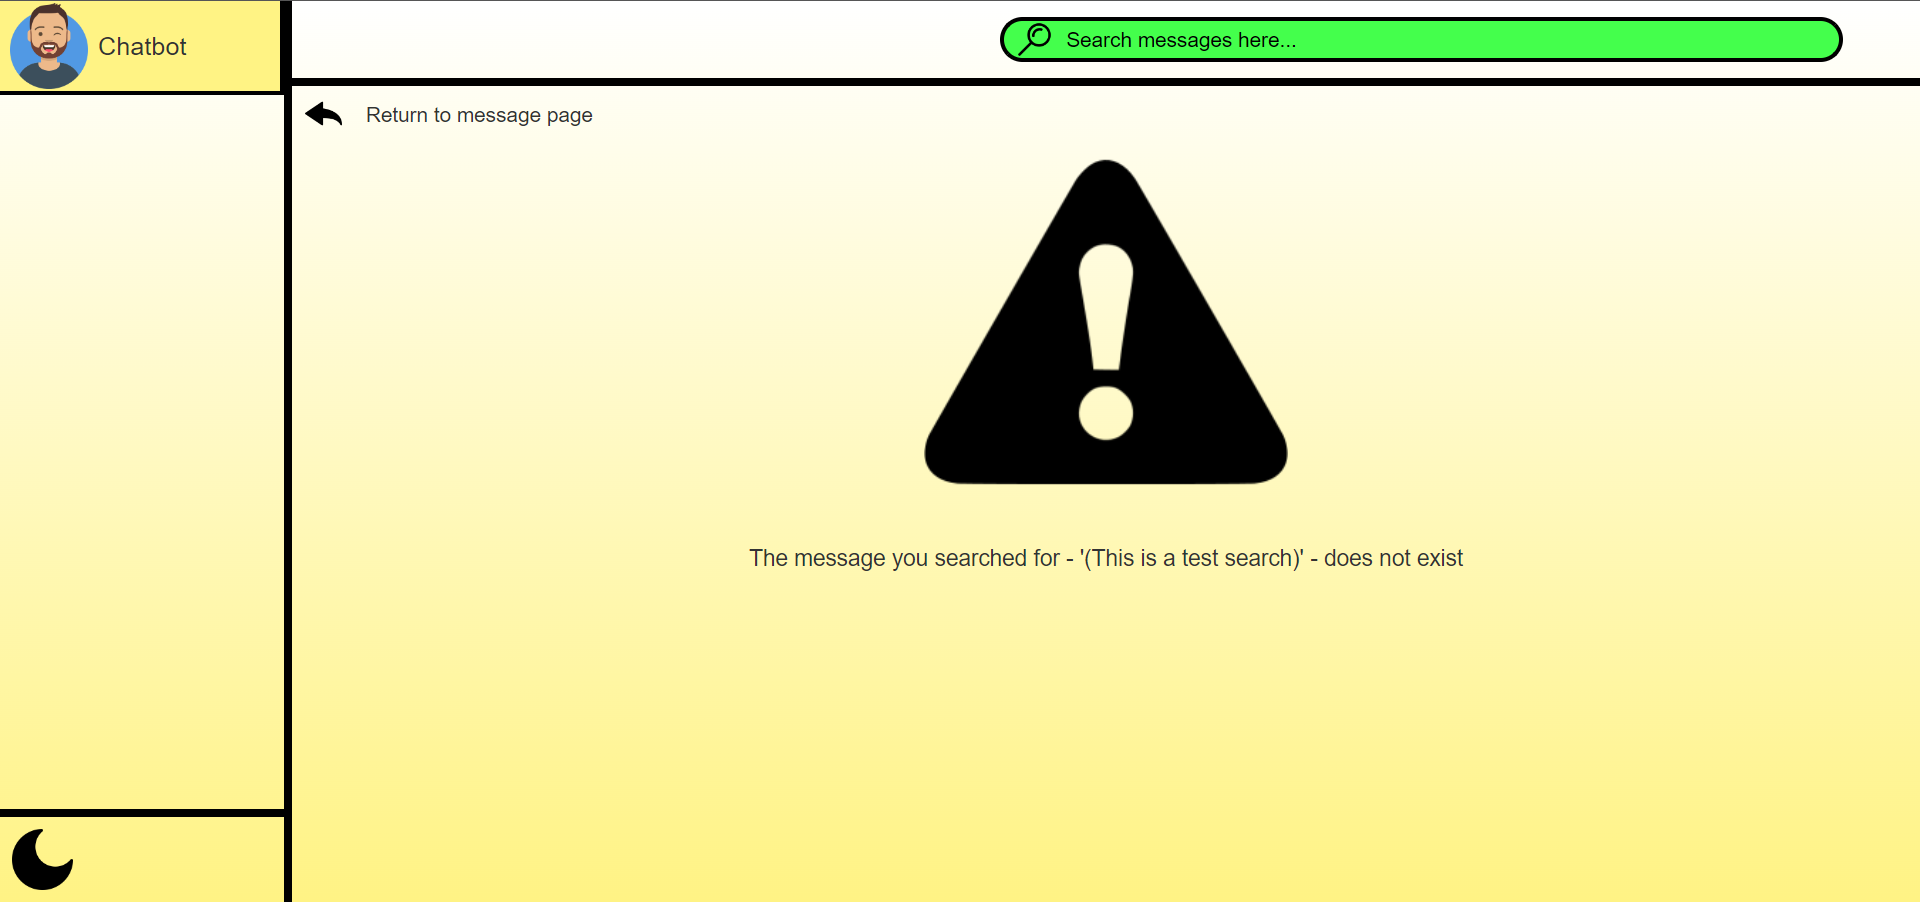 Chatbot
Search messages here...
Return to message page
The message you searched for - '(This is a test search)' - does not exist